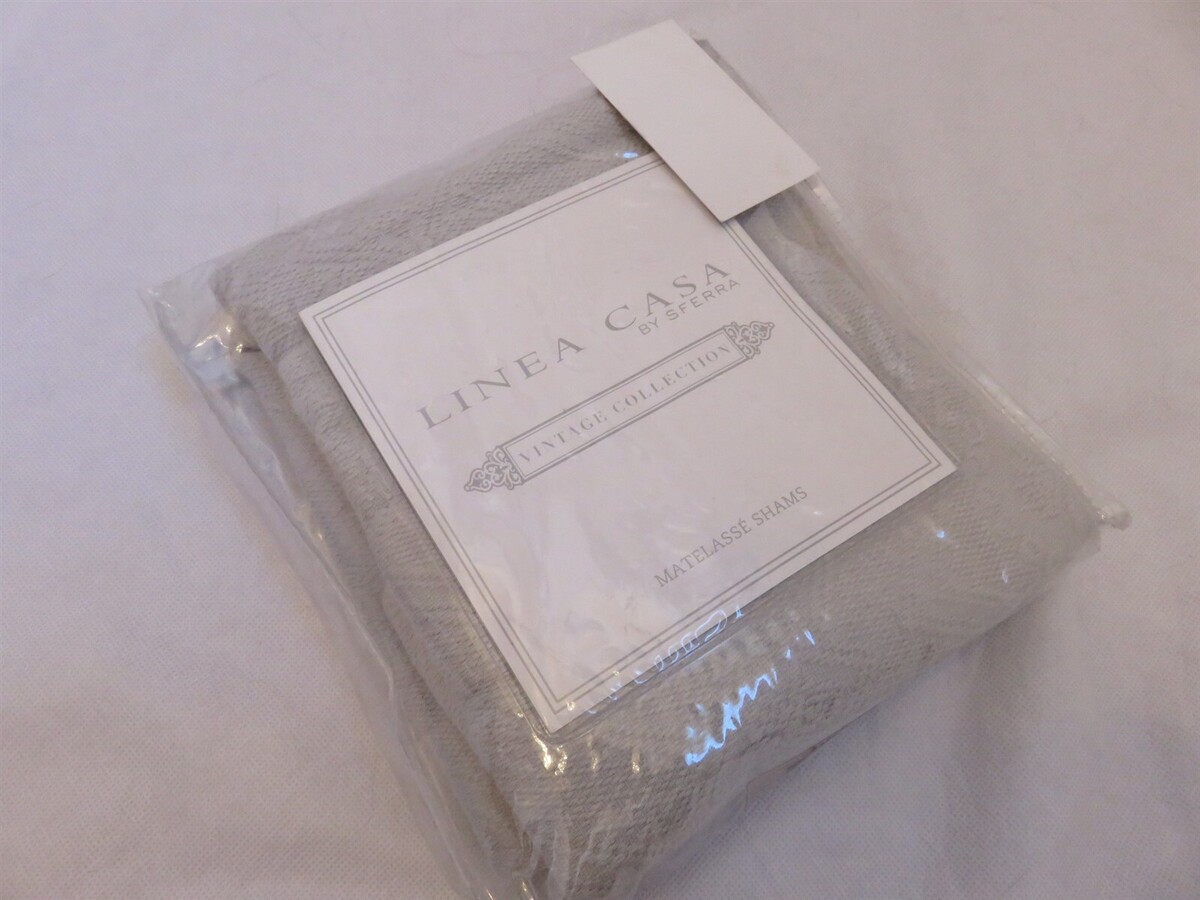 LINEA CASA
BY SFERRA
VINTAGE COLLECTION
MATELASSÉ SHAMS